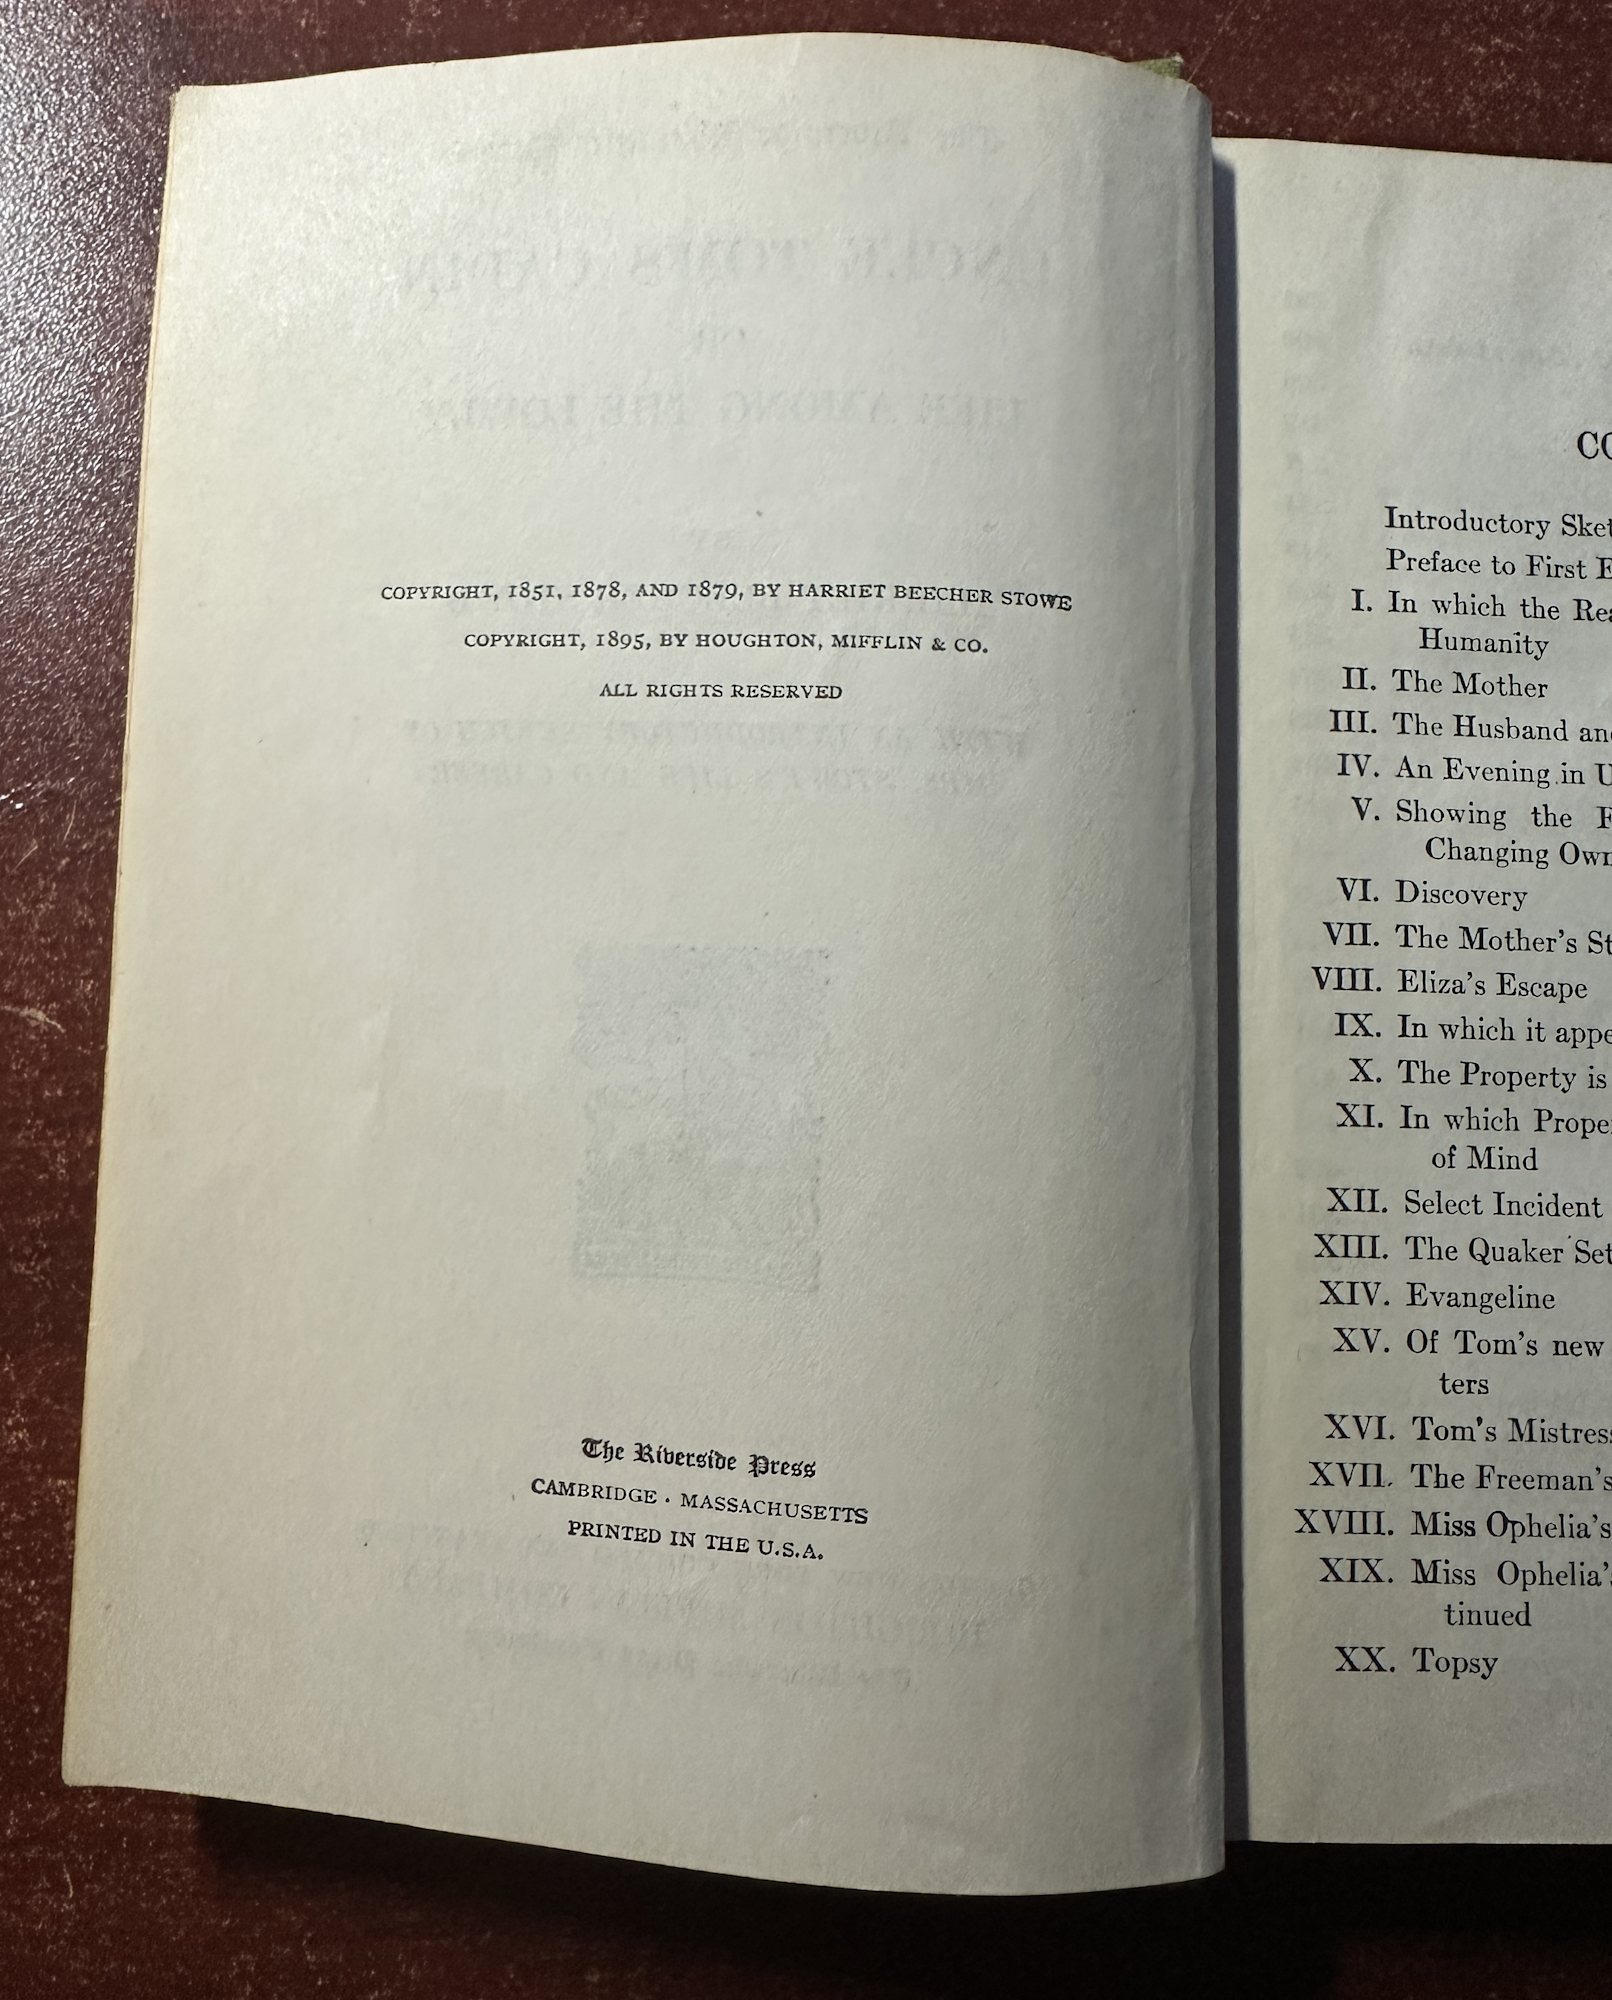 COPYRIGHT, 1851, 1878, AND 1879, BY HARRIET BEECHER STOWE
COPYRIGHT, 1895, BY HOUGHTON, MIFFLIN & CO.
ALL RIGHTS RESERVED
The Riverside Press
CAMBRIDGE . MASSACHUSETTS
PRINTED IN THE U.S.A.
CO
Introductory Sket
Preface to First E
I. In which the Rea
Humanity
II. The Mother
III. The Husband and
IV. An Evening in U
V. Showing the F
Changing Own
VI. Discovery
VII. The Mother's St
VIII. Eliza's Escape
IX. In which it appe
X. The Property is
XI. In which Proper
of Mind
XII. Select Incident
XIII. The Quaker Set
XIV. Evangeline
XV. Of Tom's new
ters
XVI. Tom's Mistress
XVII. The Freeman's
XVIII. Miss Ophelia's
XIX. Miss Ophelia's
tinued
XX. Topsy